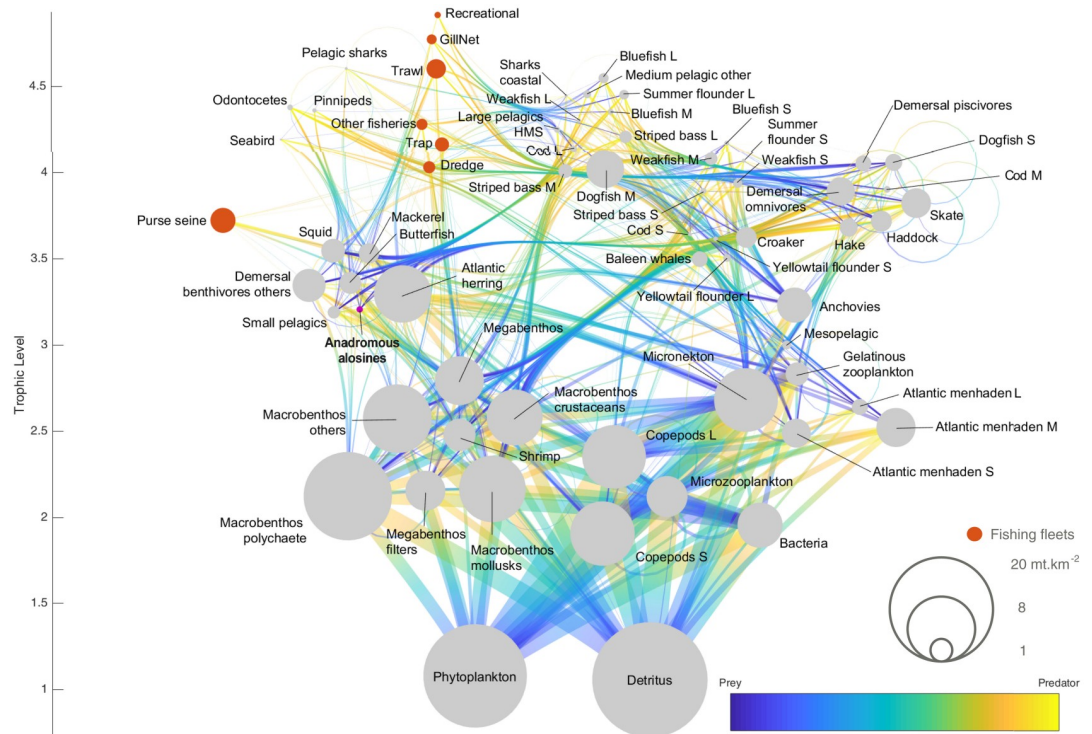 Recreational
GillNet
Pelagic sharks
Trawl
Sharks
coastal
Bluefish L
Medium pelagic other
Summer flounder L
Weakfish L
Bluefish M
Large pelagics
HMS
Cod L
Striped bass L
Bluefish S
Summer
flounder S
Weakfish S
Weakfish M
Demersal piscivores
Dogfish S
Cod M
4.5
Odontocetes
Pinnipeds
Seabird
Other fisheries
Trap
Dredge
4
Striped bass M
Dogfish M
Demersal
omnivores
Skate
Purse seine
Striped bass S
Cod S
Squid
Mackerel
Butterfish
Croaker
Hake
Haddock
3.5
Baleen whales
Yellowtail flounder S
Demersal
benthivores others
Atlantic
herring
Yellowtail flounder L
Anchovies
Small pelagics
Anadromous
alosines
Megabenthos
Mesopelagic
3
Trophic Level
Micronekton
Gelatinous
zooplankton
Macrobenthos
others
Macrobenthos
crustaceans
Atlantic menhaden L
Atlantic menhaden M
2.5
Copepods L
Shrimp
Atlantic menhaden S
Microzooplankton
2
Macrobenthos
polychaete
Megabenthos
filters
Macrobenthos
mollusks
Copepods S
Bacteria
Fishing fleets
20 mt.km-2
8
1
1.5
Phytoplankton
Detritus
1
Prey
Predator